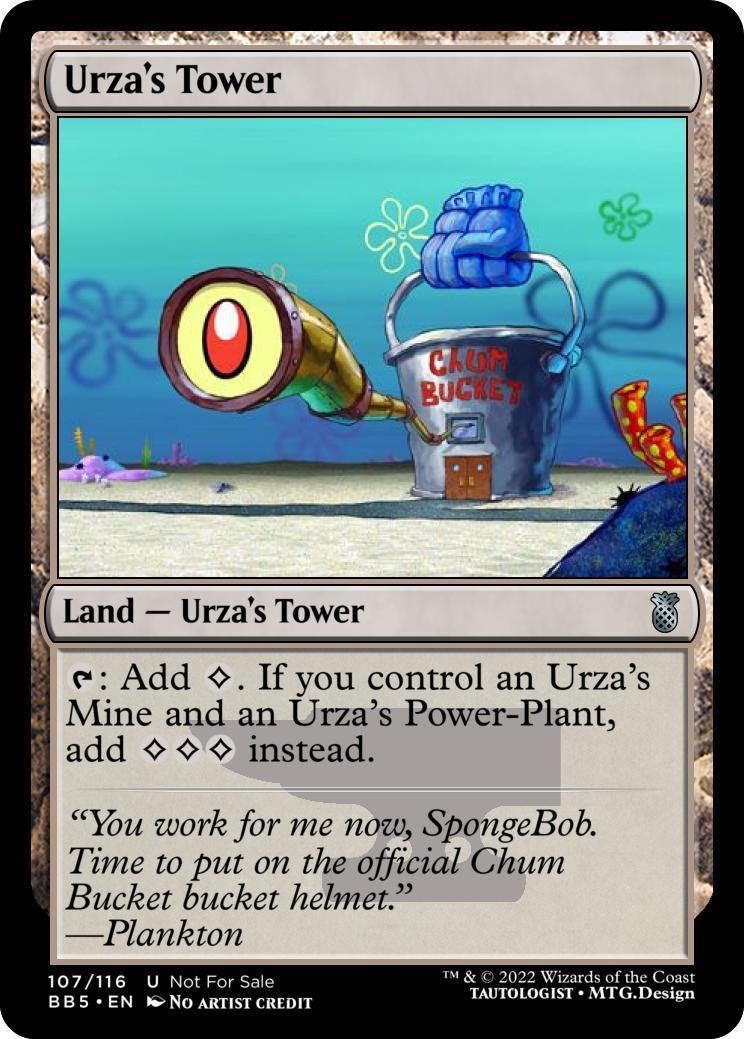 Urza's Tower
CHUM
BUCKET
Land — Urza's Tower
: Add . If you control an Urza's
Mine and an Urza's Power-Plant,
add instead.
“You work for me now, SpongeBob.
Time to put on the official Chum
Bucket bucket helmet.”
—Plankton
107/116 U Not For Sale
BB5 • EN No artist credit
™ & © 2022 Wizards of the Coast
TAUTOLOGIST • MTG.Design